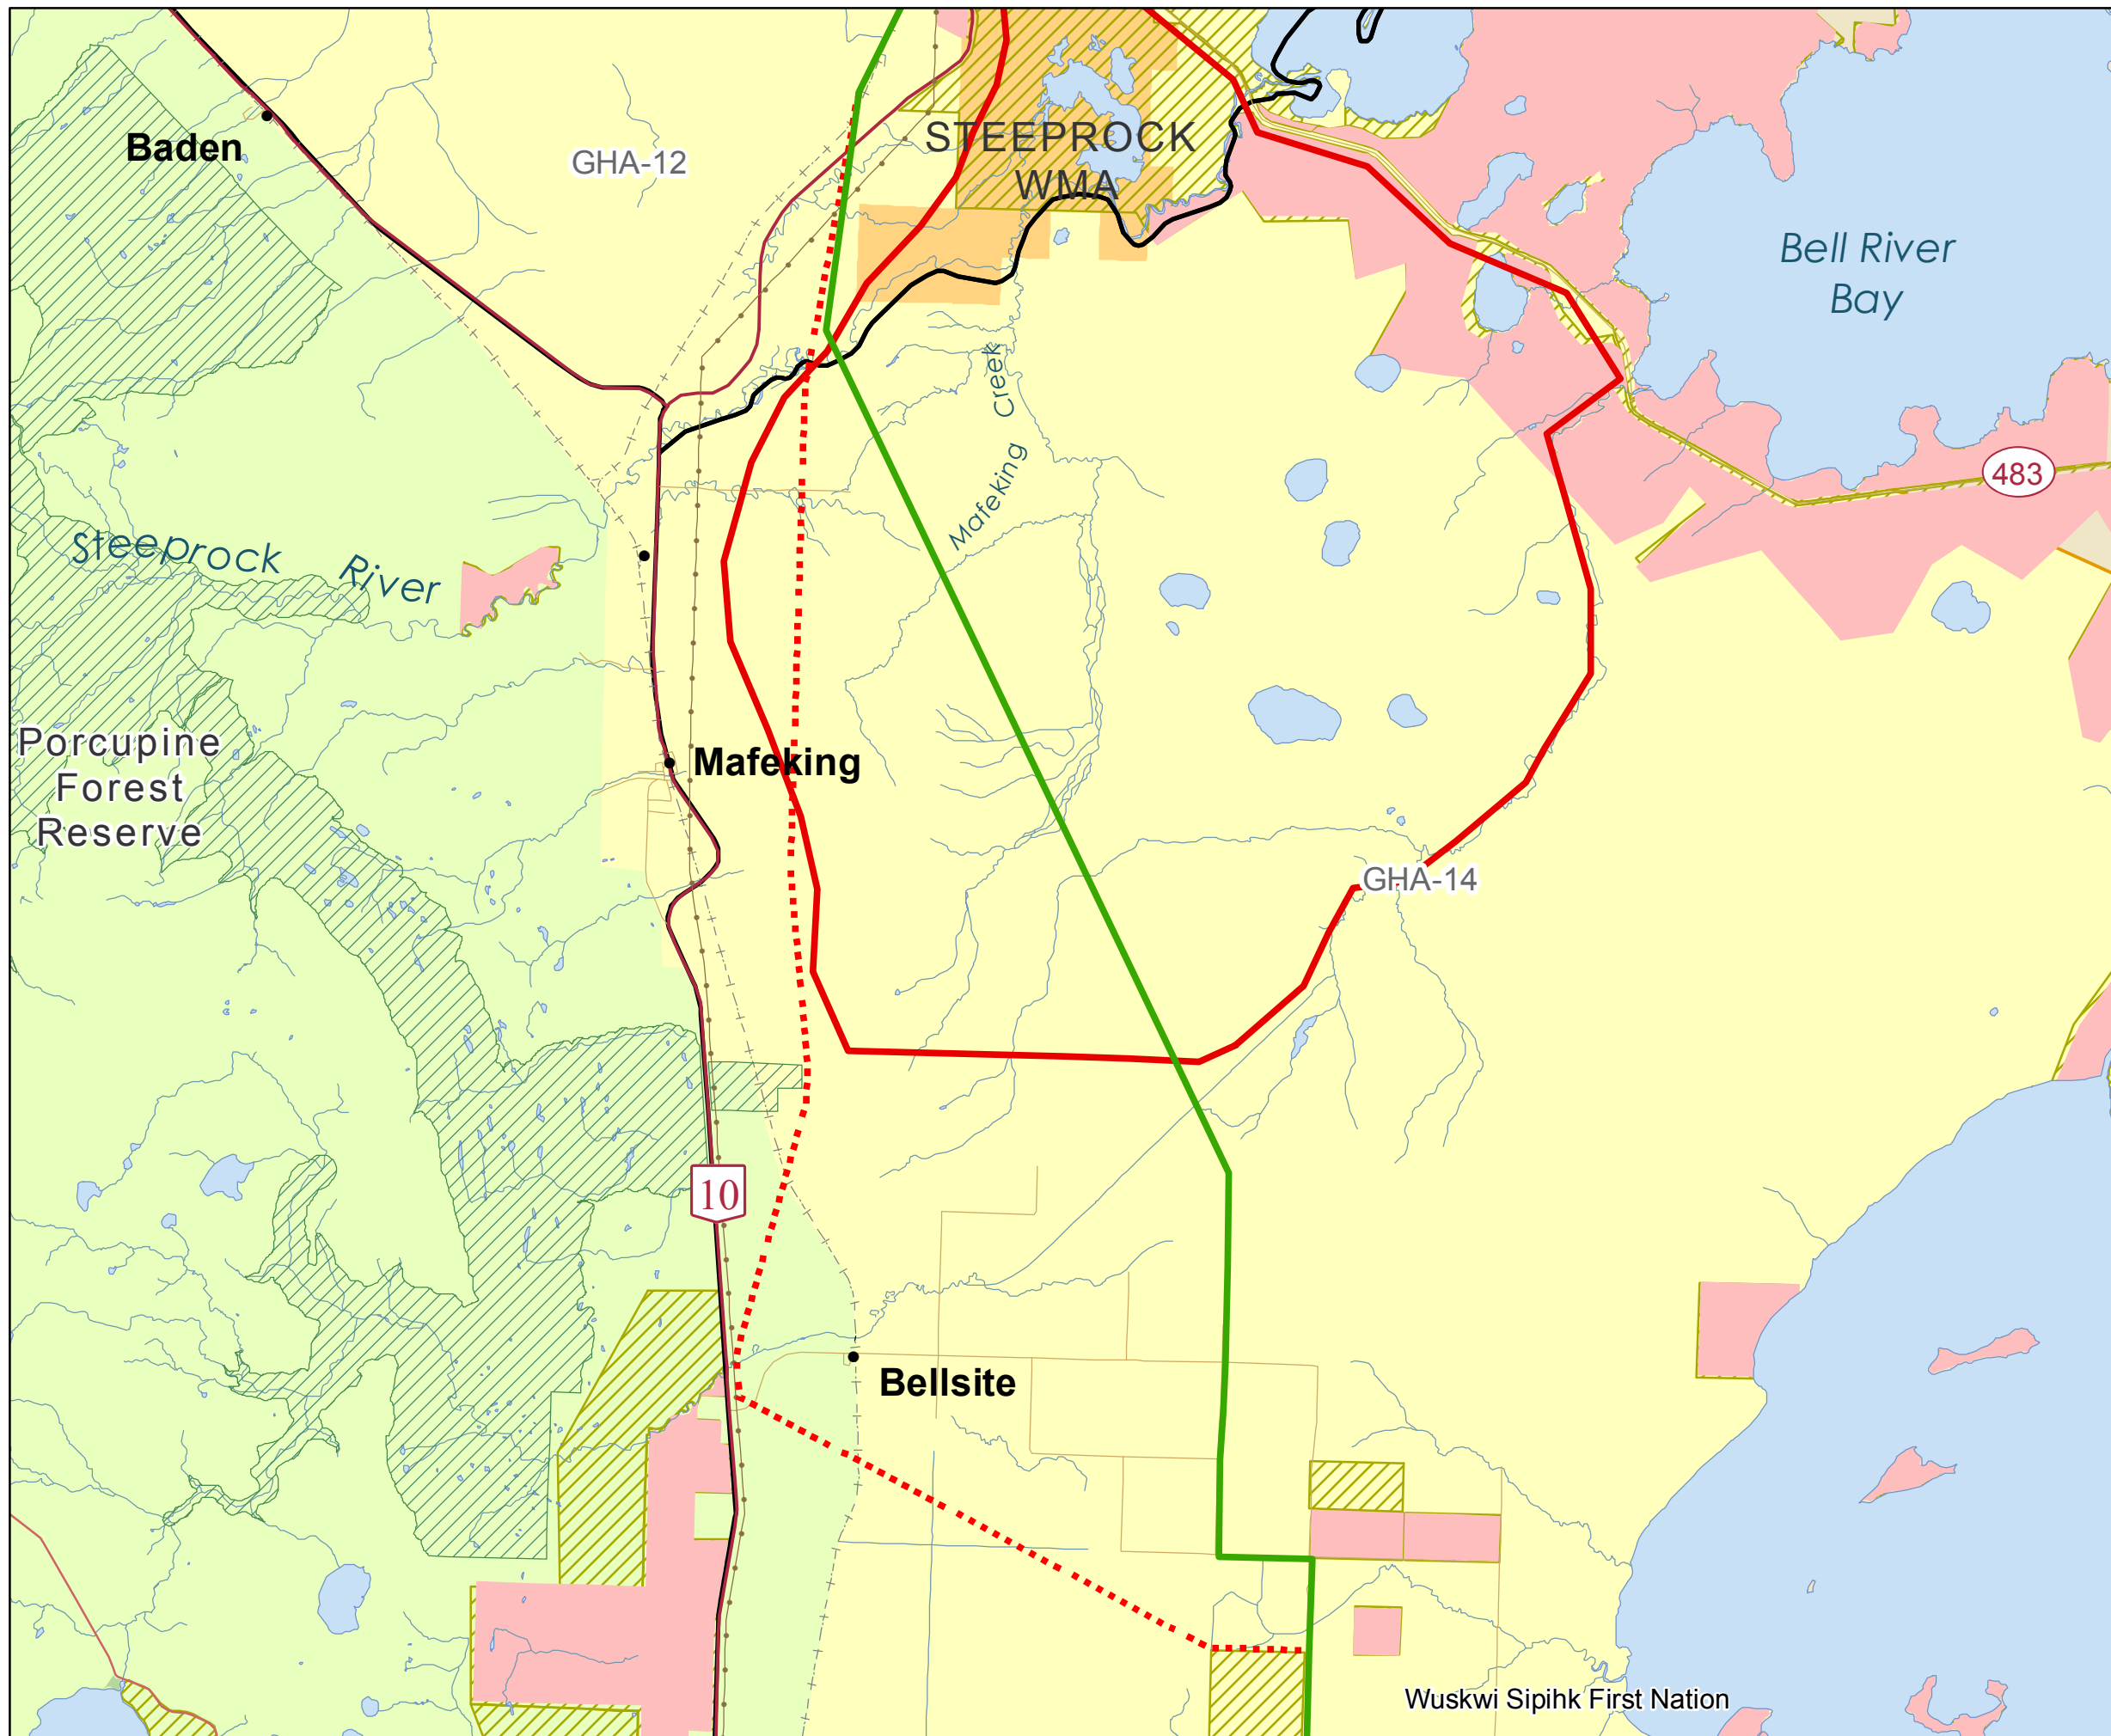 Baden
GHA-12
STEEPROCK
WMA
Bell River
Bay
Mafeking Creek
483
Steeprock River
Porcupine
Forest
Reserve
Mafeking
GHA-14
10
Bellsite
Wuskwi Sipihk First Nation